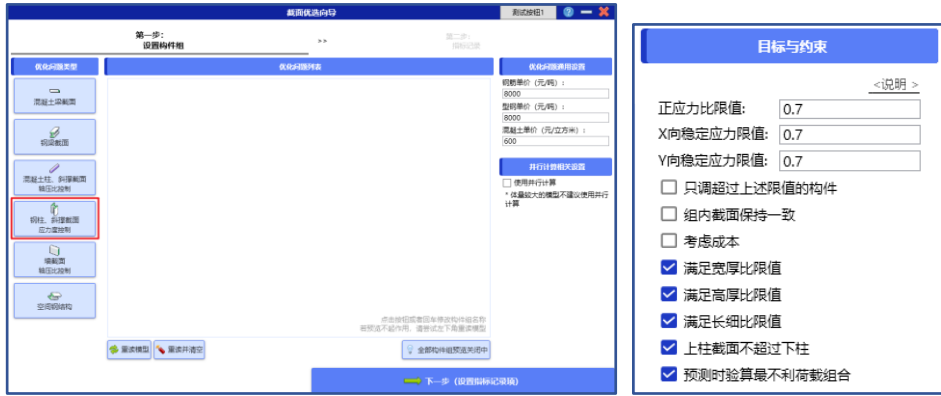 截面优选向导
测试按钮1
第一步：
设置构件组
>>
第二步：
指标记录
优化问题类型
优化问题列表
优化问题通用设置
混凝土梁截面
钢梁截面
混凝土柱、斜撑截面
轴压比控制
钢柱、斜撑截面
应力度控制
墙截面
轴压比控制
空间钢结构
钢筋单价（元/吨）：
8000
型钢单价（元/吨）：
8000
混凝土单价（元/立方米）：
600
并行计算相关设置
使用并行计算
* 体量较大的模型不建议使用并行
计算
点击按钮或者回车修改构件组名称
若预览不能作用，请尝试左下角重读模型
重读模型
重读并清空
全部构件组预览关闭中
下一步（设置指标记录项）
目标与约束
<说明 >
正应力比限值:
0.7
X向稳定应力限值:
0.7
Y向稳定应力限值:
0.7
只调超过上述限值的构件
组内截面保持一致
考虑成本
满足宽厚比限值
满足高厚比限值
满足长细比限值
上柱截面不超过下柱
预测时验算最不利荷载组合